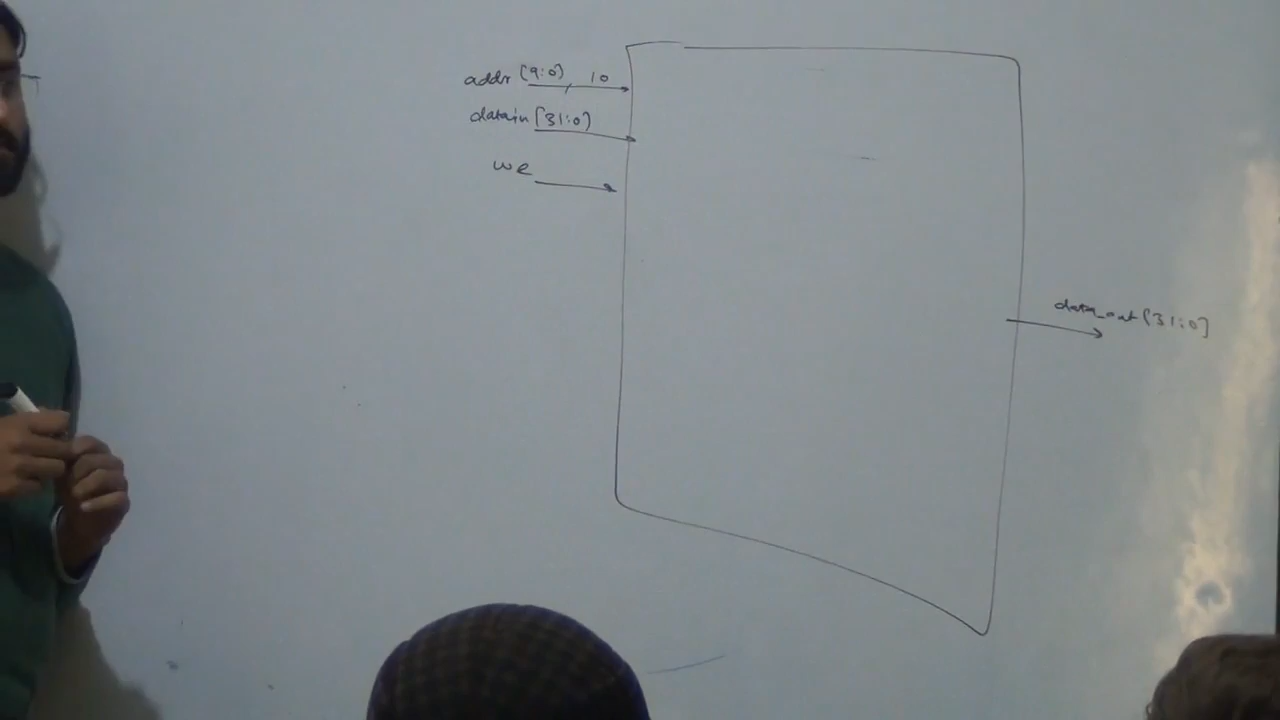 addr [9:0] 10
datain [31:0]
we
data_out [31:0]